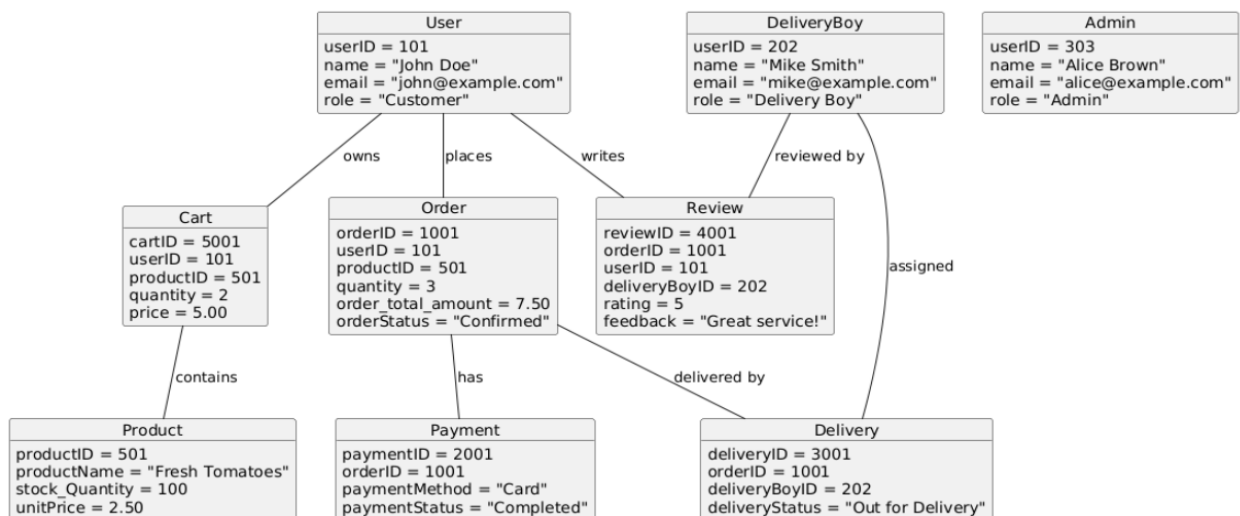 User
userID = 101
name = "John Doe"
email = "john@example.com"
role = "Customer"
DeliveryBoy
userID = 202
name = "Mike Smith"
email = "mike@example.com"
role = "Delivery Boy"
Admin
userID = 303
name = "Alice Brown"
email = "alice@example.com"
role = "Admin"
owns
places
writes
reviewed by
Cart
cartID = 5001
userID = 101
productID = 501
quantity = 2
price = 5.00
Order
orderID = 1001
userID = 101
productID = 501
quantity = 3
order_total_amount = 7.50
orderStatus = "Confirmed"
Review
reviewID = 4001
orderID = 1001
userID = 101
deliveryBoyID = 202
rating = 5
feedback = "Great service!"
assigned
contains
has
delivered by
Product
productID = 501
productName = "Fresh Tomatoes"
stock_Quantity = 100
unitPrice = 2.50
Payment
paymentID = 2001
orderID = 1001
paymentMethod = "Card"
paymentStatus = "Completed"
Delivery
deliveryID = 3001
orderID = 1001
deliveryBoyID = 202
deliveryStatus = "Out for Delivery"